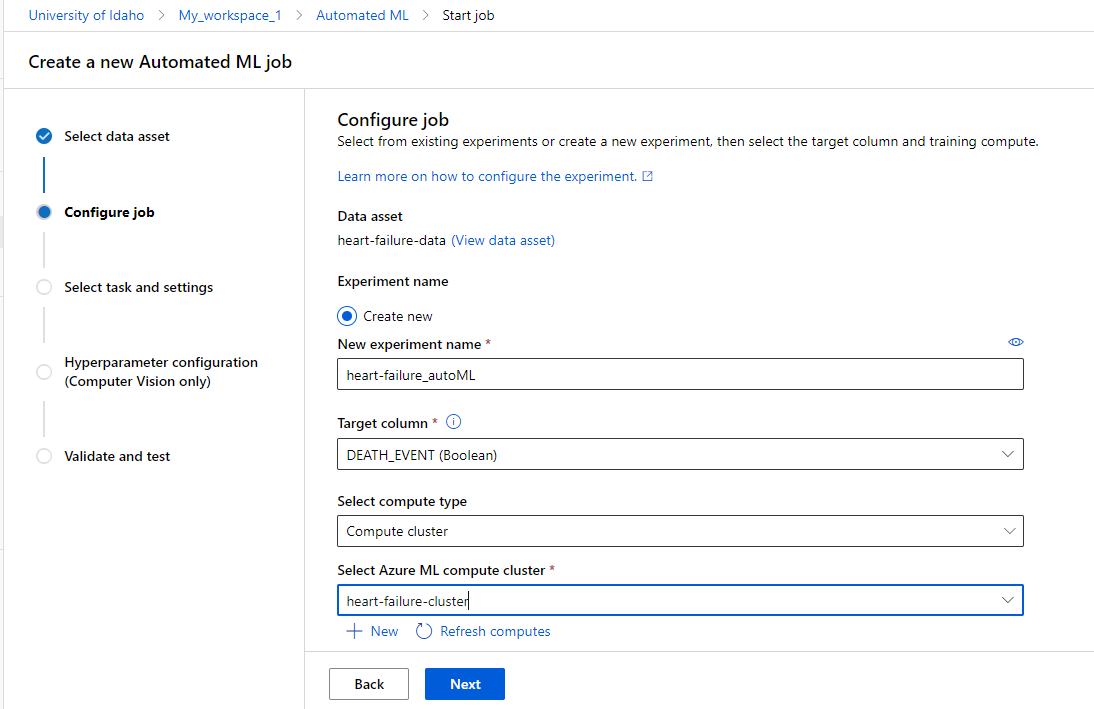 University of Idaho > My_workspace_1 > Automated ML > Start job
Create a new Automated ML job
Select data asset
Configure job
Select task and settings
Hyperparameter configuration
(Computer Vision only)
Validate and test
Configure job
Select from existing experiments or create a new experiment, then select the target column and training compute.
Learn more on how to configure the experiment.
Data asset
heart-failure-data (View data asset)
Experiment name
Create new
New experiment name *
heart-failure_autoML
Target column *
DEATH_EVENT (Boolean)
Select compute type
Compute cluster
Select Azure ML compute cluster *
heart-failure-cluster
New Refresh computes
Back Next